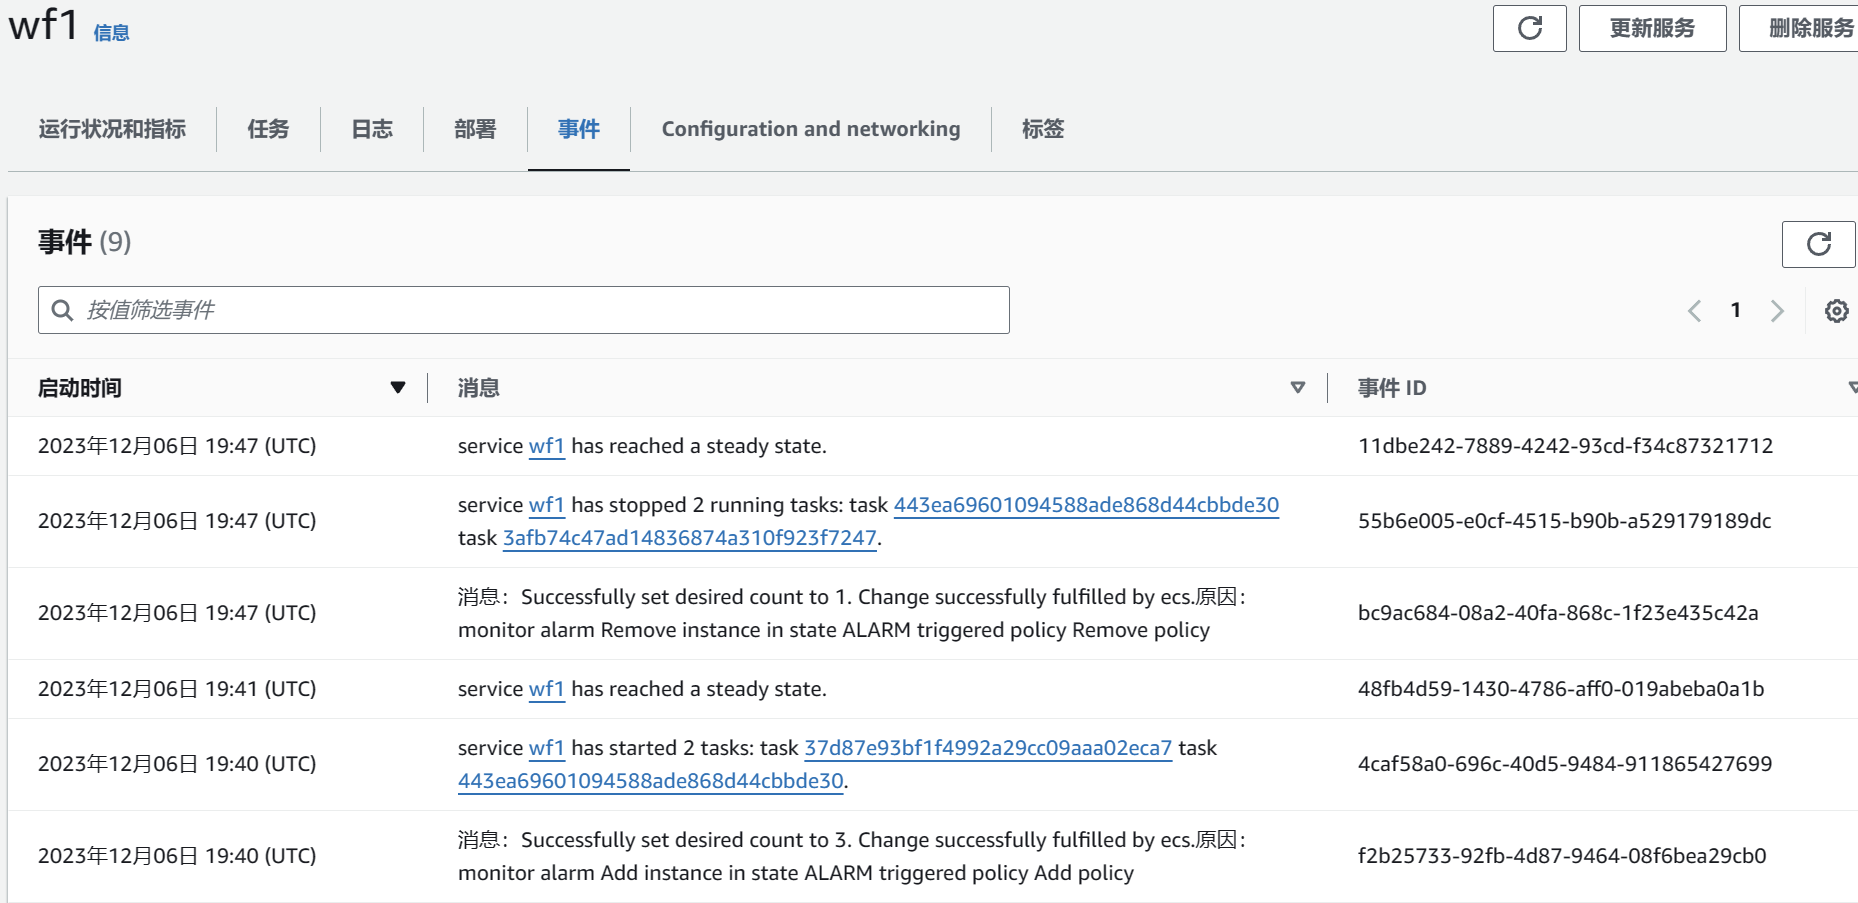 wf1 信息
更新服务
删除服务
运行状况和指标
任务
日志
部署
事件
Configuration and networking
标签
事件 (9)
按值筛选事件
1
启动时间
消息
事件 ID
2023年12月06日 19:47 (UTC)
service wf1 has reached a steady state.
11dbe242-7889-4242-93cd-f34c87321712
2023年12月06日 19:47 (UTC)
service wf1 has stopped 2 running tasks: task 443ea69601094588ade868d44cbbde30
task 3afb74c47ad14836874a310f923f7247.
55b6e005-e0cf-4515-b90b-a529179189dc
2023年12月06日 19:47 (UTC)
消息：Successfully set desired count to 1. Change successfully fulfilled by ecs.原因：
monitor alarm Remove instance in state ALARM triggered policy Remove policy
bc9ac684-08a2-40fa-868c-1f23e435c42a
2023年12月06日 19:41 (UTC)
service wf1 has reached a steady state.
48fb4d59-1430-4786-aff0-019abeba0a1b
2023年12月06日 19:40 (UTC)
service wf1 has started 2 tasks: task 37d87e93bf1f4992a29cc09aaa02eca7 task
443ea69601094588ade868d44cbbde30.
4caf58a0-696c-40d5-9484-911865427699
2023年12月06日 19:40 (UTC)
消息：Successfully set desired count to 3. Change successfully fulfilled by ecs.原因：
monitor alarm Add instance in state ALARM triggered policy Add policy
f2b25733-92fb-4d87-9464-08f6bea29cb0